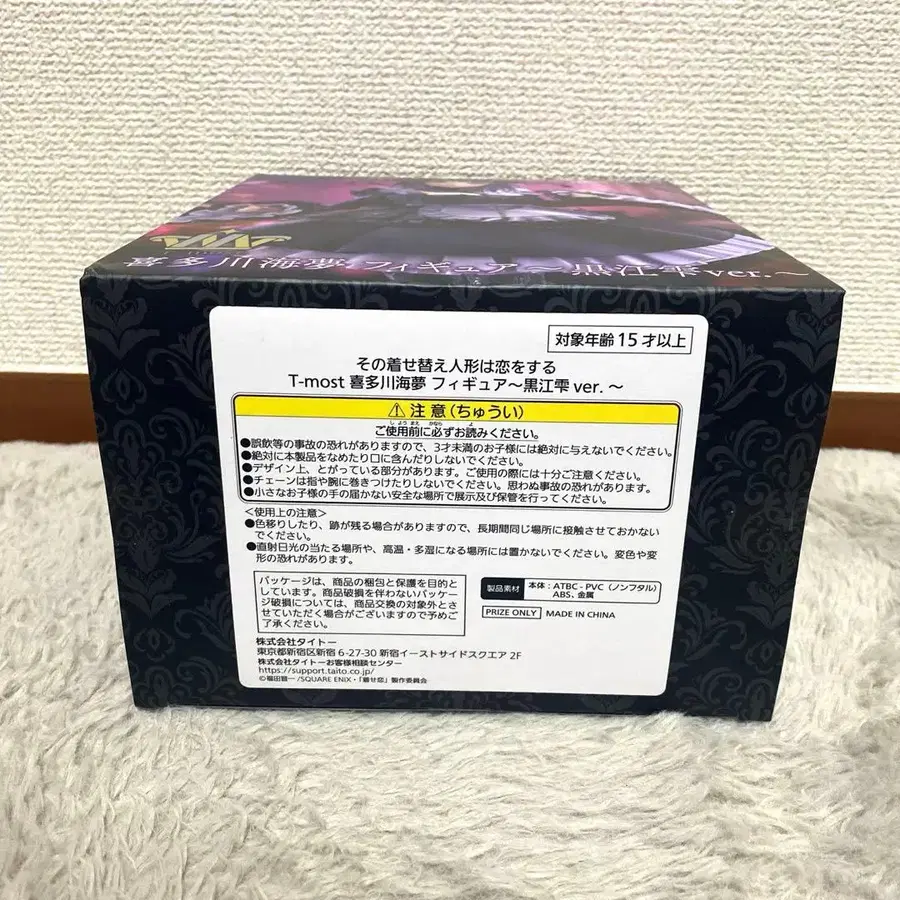 喜多川海夢 フィギュア～黒江雫ver.～
対象年齢15才以上
その着せ替え人形は恋をする
T-most 喜多川海夢 フィギュア～黒江雫 ver. ～
⚠注意(ちゅうい)
しようまえ かなら よ
ご使用前に必ずお読みください。
●誤飲等の事故の恐れがありますので、3才未満のお子様には絶対に与えないでください。
●絶対に本製品をなめたり口に含んだりしないでください。
●デザイン上、とがっている部分があります。ご使用の際には十分ご注意ください。
●チェーンは指や腕に巻きつけたりしないでください。思わぬ事故の恐れがあります。
●小さなお子様の手の届かない安全な場所で展示及び保管を行ってください。
<使用上の注意>
●色移りしたり、跡が残る場合がありますので、長期間同じ場所に接触させておかない
でください。
●直射日光の当たる場所や、高温・多湿になる場所には置かないでください。変色や変
形の恐れがあります。
パッケージは、商品の梱包と保護を目的と
しています。商品破損を伴わないパッケー
ジ破損については、商品交換の対象外とさ
せていただく場合がございますので予めご
了承ください。
製品素材
本体：ATBC-PVC（ノンフタル）
ABS、金属
PRIZE ONLY MADE IN CHINA
株式会社タイトー
東京都新宿区新宿 6-27-30 新宿イーストサイドスクエア 2F
株式会社タイトーお客様相談センター
https://support.taito.co.jp/
©福田晋一/SQUARE ENIX・「着せ恋」製作委員会